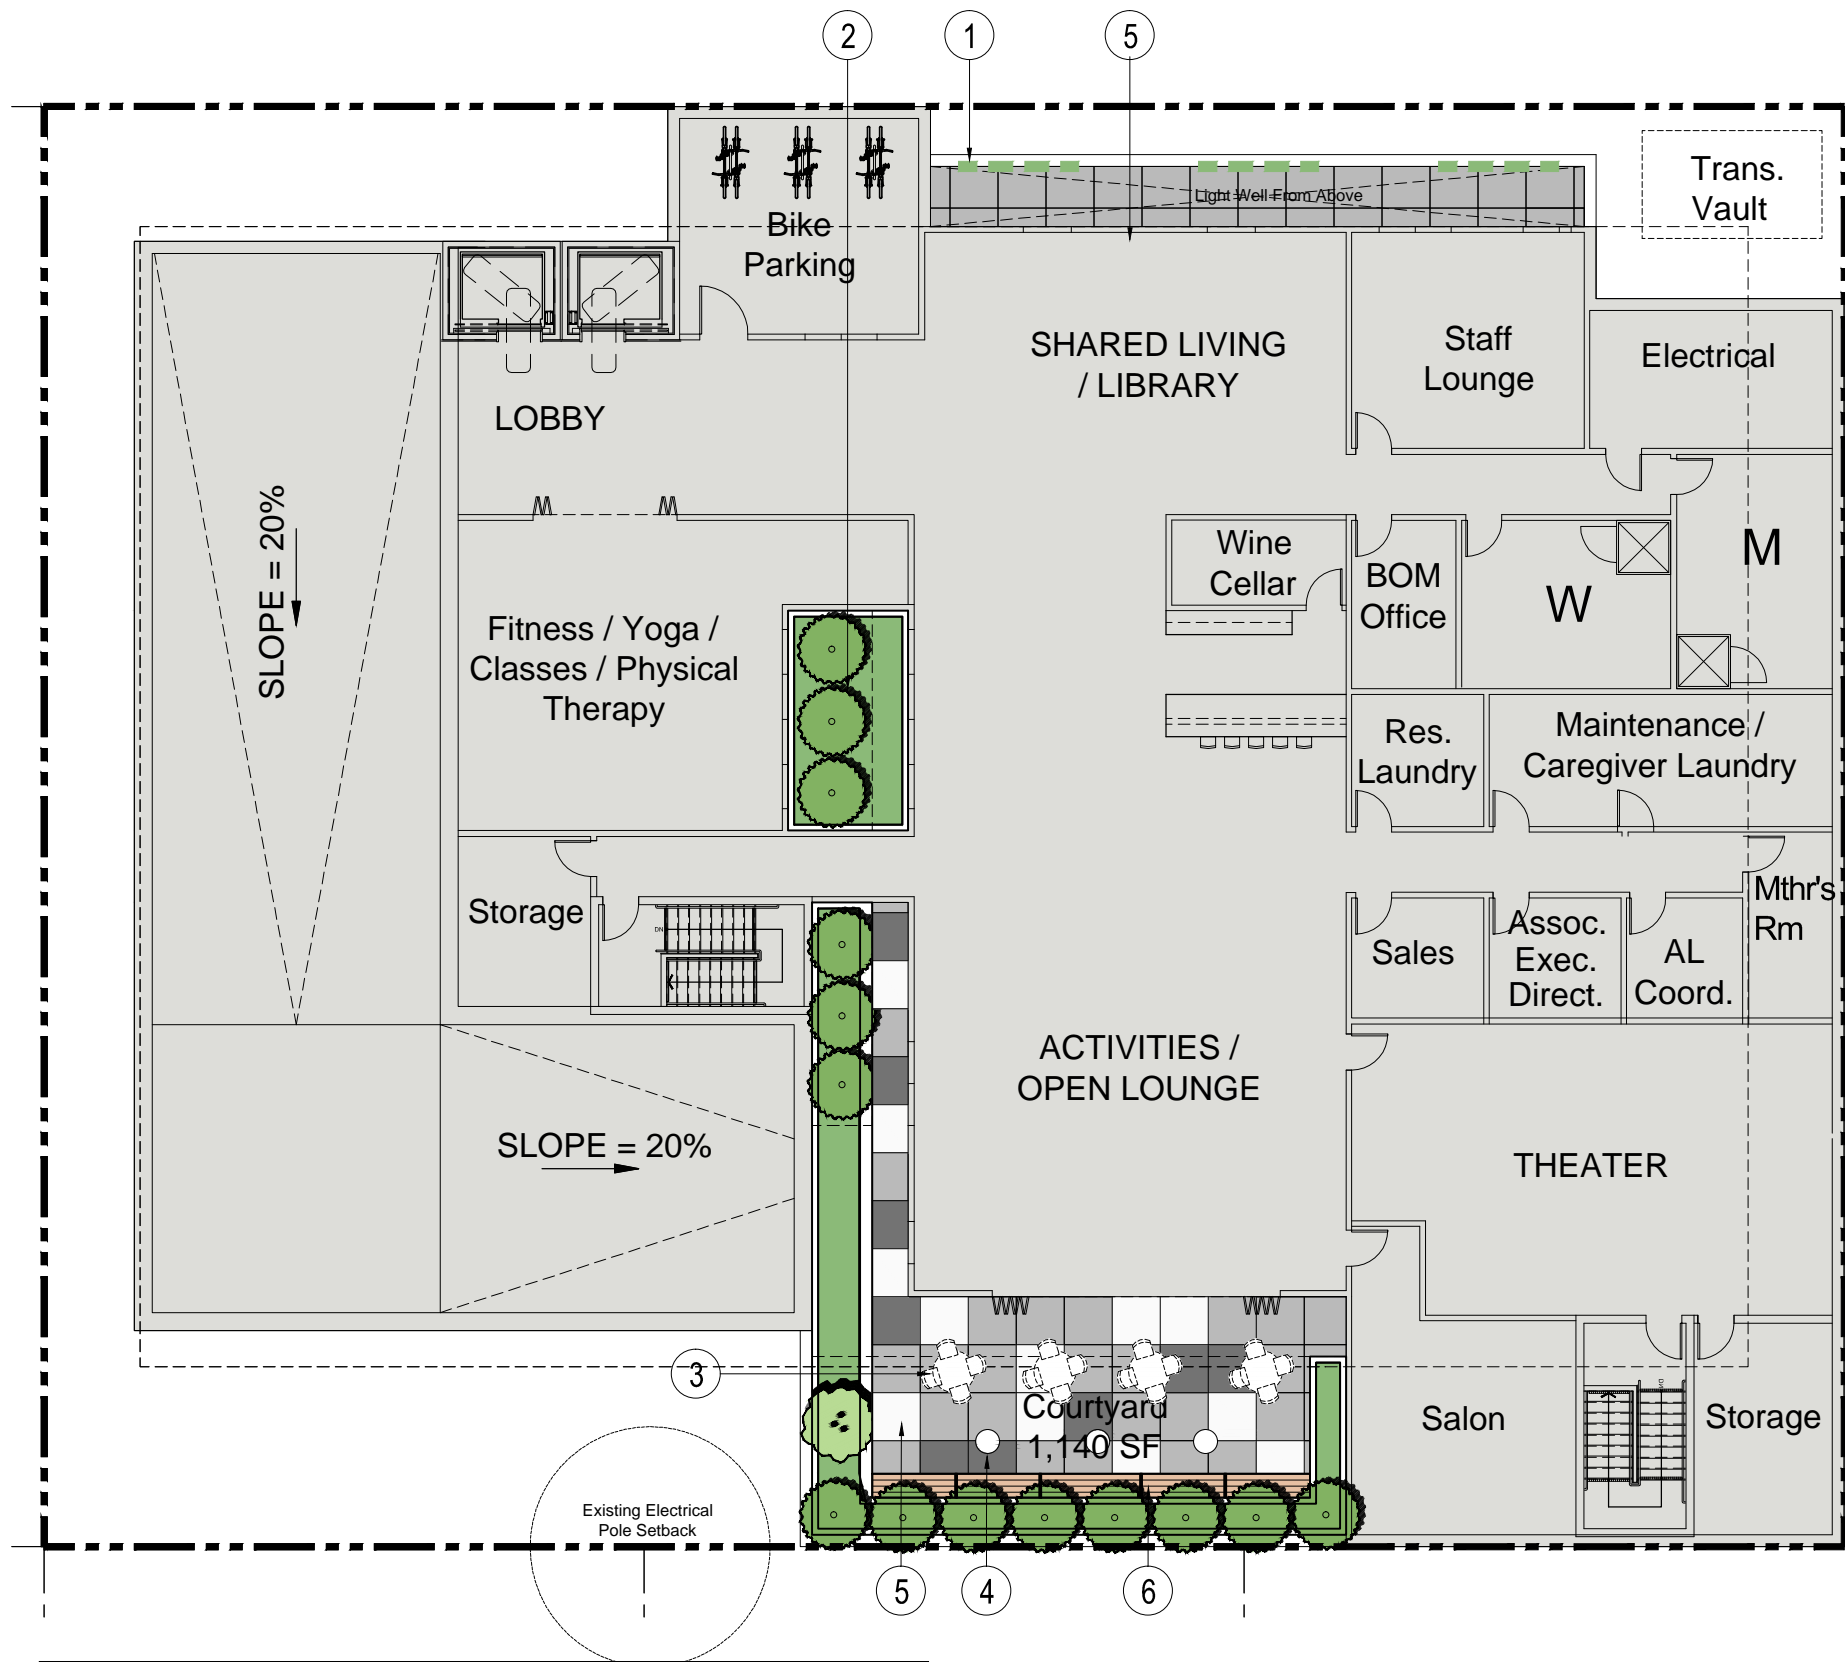 2
1
5
Trans.
Vault
Light Well From Above
Bike
Parking
SHARED LIVING
/ LIBRARY
Staff
Lounge
Electrical
LOBBY
SLOPE = 20%
Wine
Cellar
BOM
Office
W
M
Fitness / Yoga /
Classes / Physical
Therapy
Res.
Laundry
Maintenance /
Caregiver Laundry
Storage
DN
Sales
Assoc.
Exec.
Direct.
AL
Coord.
Mthr's
Rm
ACTIVITIES /
OPEN LOUNGE
SLOPE = 20%
THEATER
3
Courtyard
1,140 SF
Salon
DN
Storage
Existing Electrical
Pole Setback
5
4
6